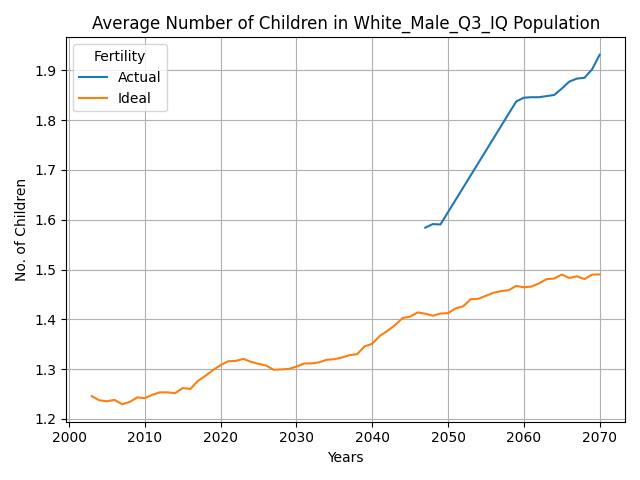 Average Number of Children in White_Male_Q3_IQ Population
Fertility
Actual
Ideal
No. of Children
1.9
1.8
1.7
1.6
1.5
1.4
1.3
1.2
2000 2010 2020 2030 2040 2050 2060 2070
Years